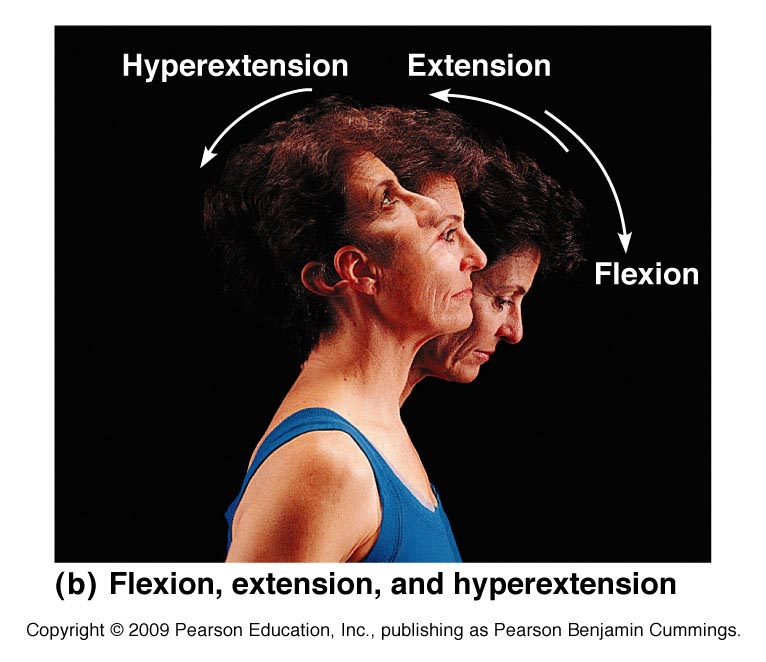 Hyperextension
Extension
Flexion
(b) Flexion, extension, and hyperextension
Copyright © 2009 Pearson Education, Inc., publishing as Pearson Benjamin Cummings.